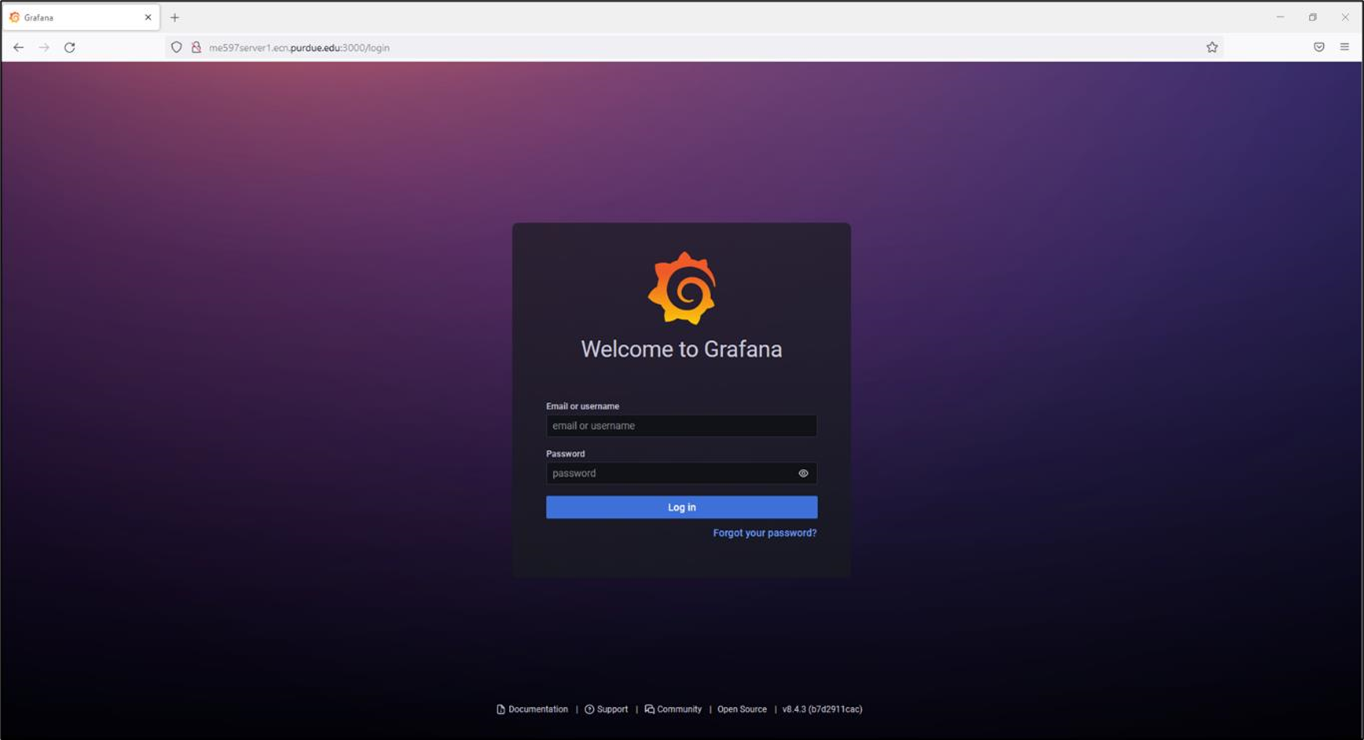 Grafana
me597server1.ecn.purdue.edu:3000/login
Welcome to Grafana
Email or username
email or username
Password
password
Log in
Forgot your password?
Documentation | Support | Community | Open Source | v8.4.3 (b7d2911cac)